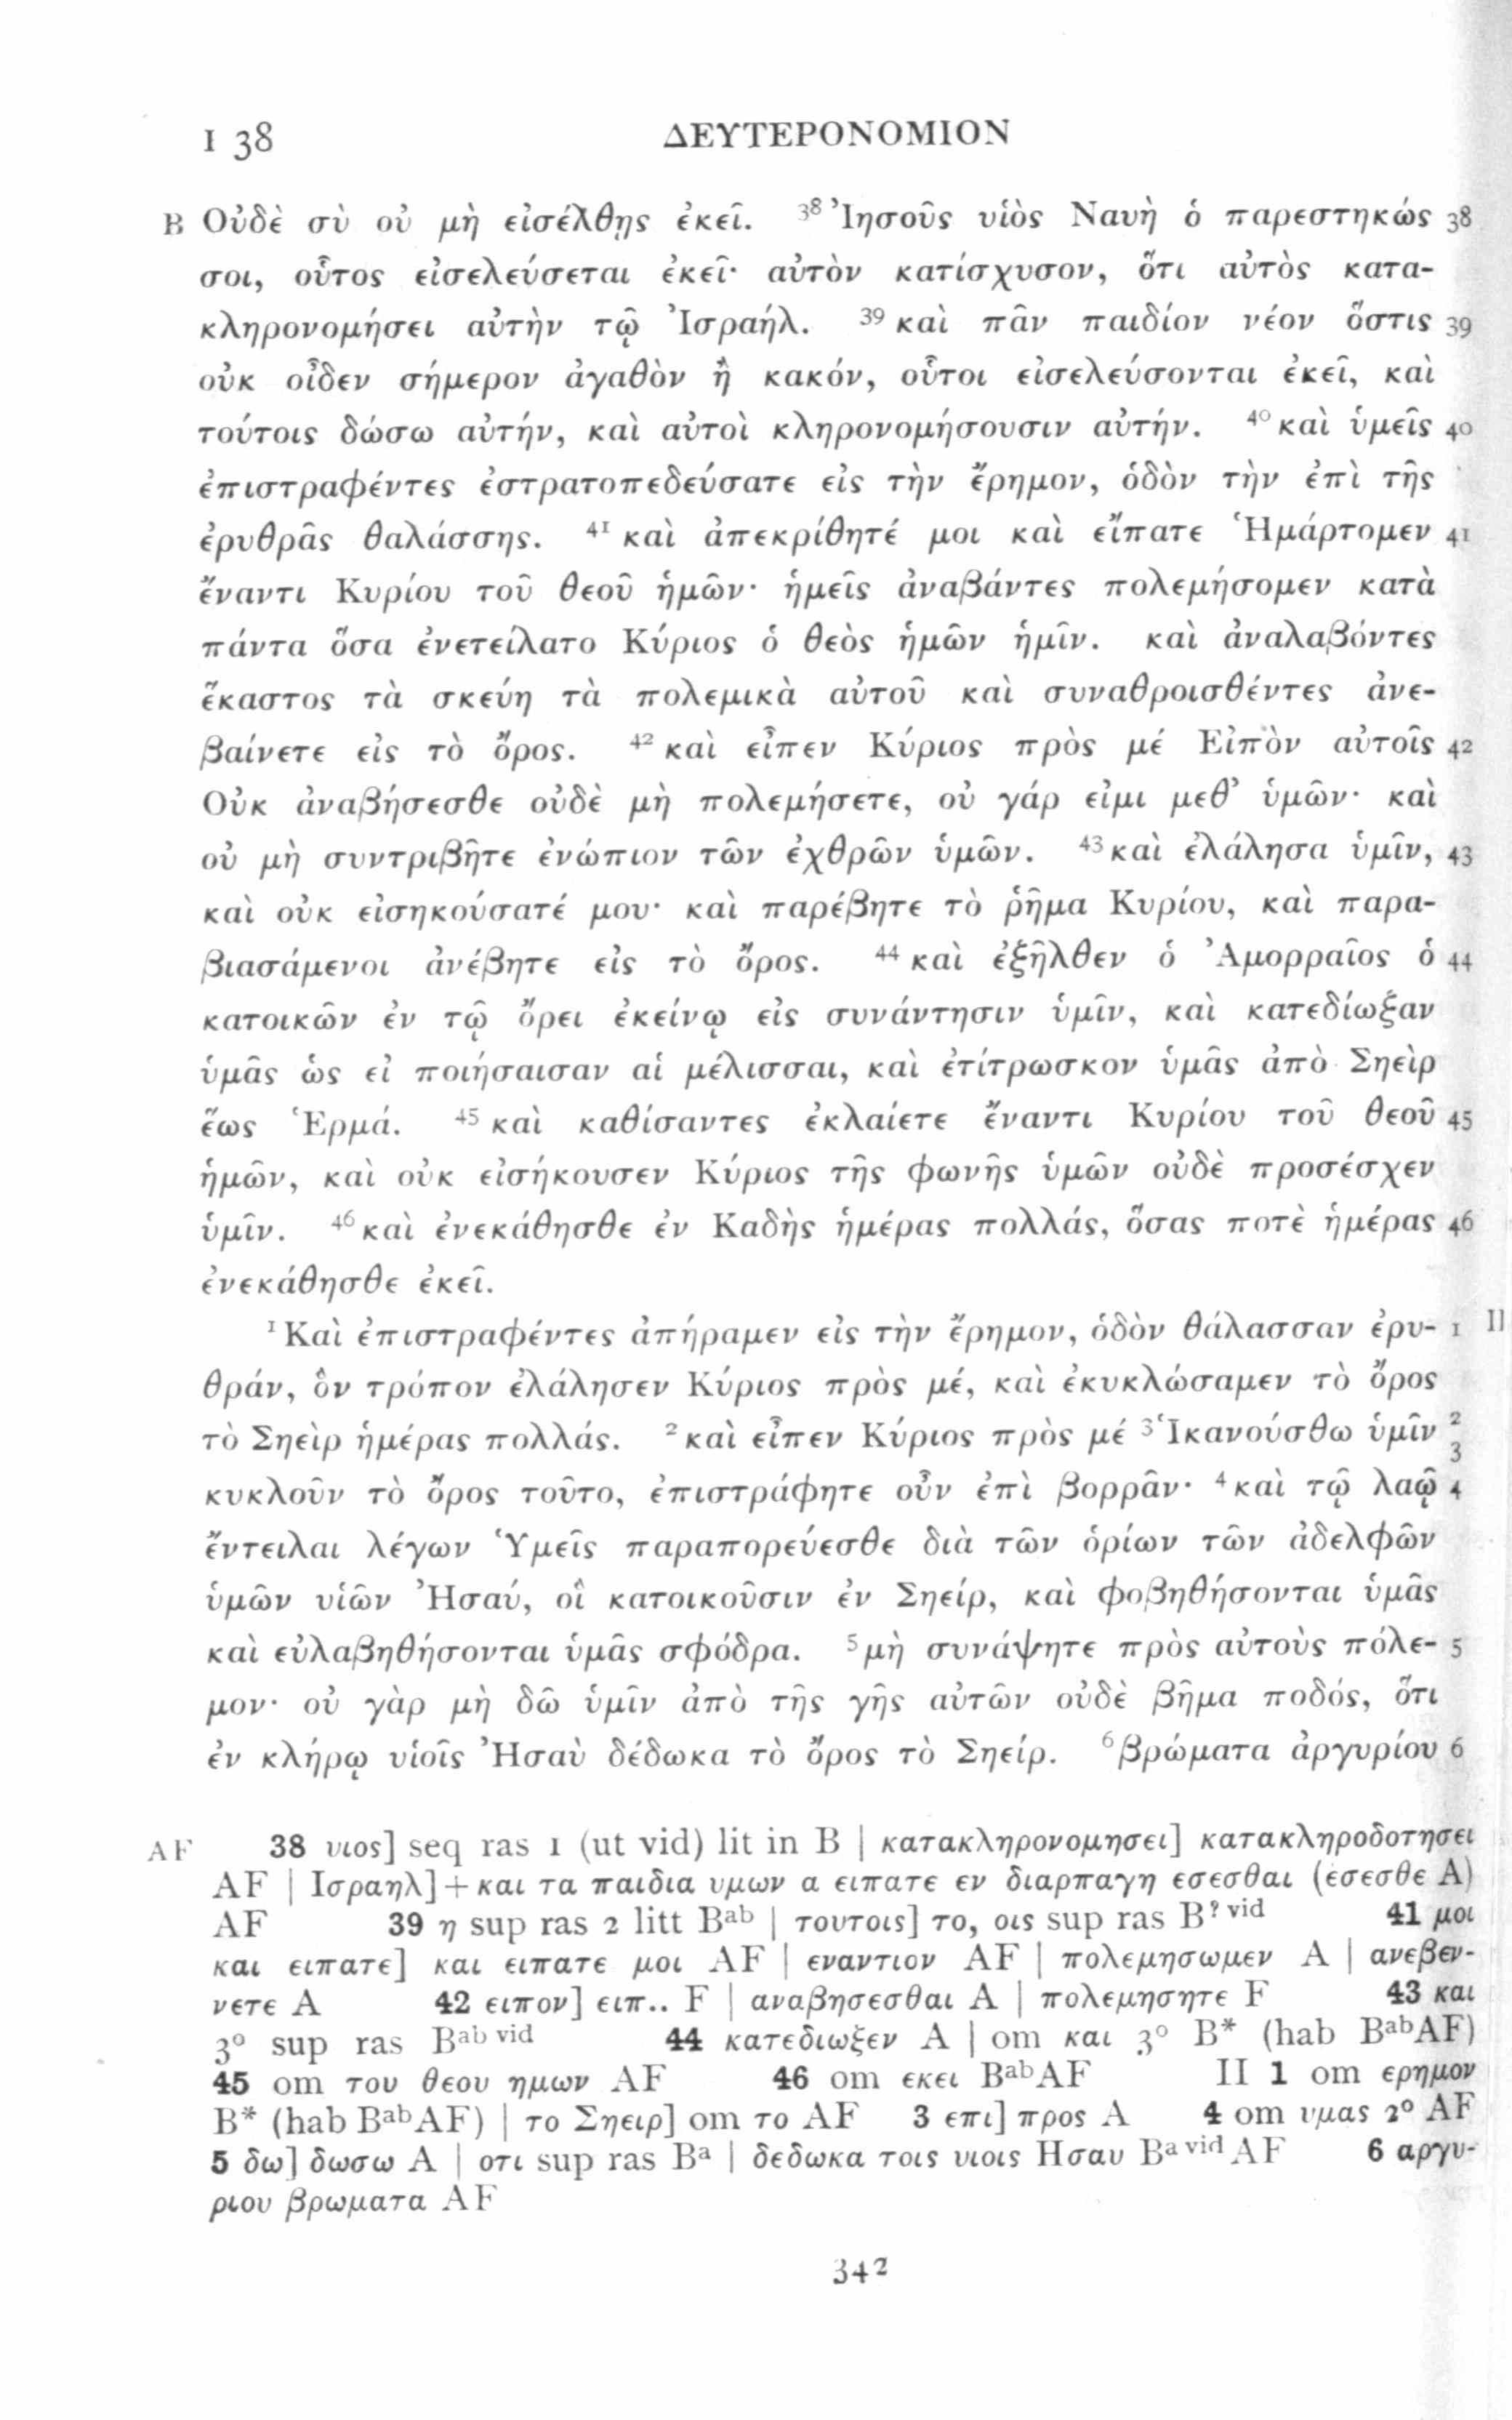 I 38 ΔΕΥΤΕΡΟΝΟΜΙΟΝ
B Οὐδὲ σὺ οὐ μὴ εἰσέλθῃς ἐκεῖ. 38 Ἰησοῦς υἱὸς Ναυὴ ὁ παρεστηκώς 38
σοι, οὗτος εἰσελεύσεται ἐκεῖ· αὐτὸν κατίσχυσον, ὅτι αὐτὸς κατα-
κληρονομήσει αὐτὴν τῷ Ἰσραήλ. 39 καὶ πᾶν παιδίον νέον ὅστις 39
οὐκ οἶδεν σήμερον ἀγαθὸν ἢ κακόν, οὗτοι εἰσελεύσονται ἐκεῖ, καὶ
τούτοις δώσω αὐτήν, καὶ αὐτοὶ κληρονομήσουσιν αὐτήν. 40 καὶ ὑμεῖς 40
ἐπιστραφέντες ἐστρατοπεδεύσατε εἰς τὴν ἔρημον, ὁδὸν τὴν ἐπὶ τῆς
ἐρυθρᾶς θαλάσσης. 41 καὶ ἀπεκρίθητέ μοι καὶ εἴπατε Ἡμάρτομεν 41
ἔναντι Κυρίου τοῦ θεοῦ ἡμῶν· ἡμεῖς ἀναβάντες πολεμήσομεν κατὰ
πάντα ὅσα ἐνετείλατο Κύριος ὁ θεὸς ἡμῶν ἡμῖν. καὶ ἀναλαβόντες
ἕκαστος τὰ σκεύη τὰ πολεμικὰ αὐτοῦ καὶ συναθροισθέντες ἀνε-
βαίνετε εἰς τὸ ὄρος. 42 καὶ εἶπεν Κύριος πρὸς μέ Εἰπὸν αὐτοῖς 42
Οὐκ ἀναβήσεσθε οὐδὲ μὴ πολεμήσετε, οὐ γάρ εἰμι μεθ’ ὑμῶν· καὶ
οὐ μὴ συντριβῆτε ἐνώπιον τῶν ἐχθρῶν ὑμῶν. 43 καὶ ἐλάλησα ὑμῖν, 43
καὶ οὐκ εἰσηκούσατέ μου· καὶ παρέβητε τὸ ῥῆμα Κυρίου, καὶ παρα-
βιασάμενοι ἀνέβητε εἰς τὸ ὄρος. 44 καὶ ἐξῆλθεν ὁ Ἀμορραῖος ὁ 44
κατοικῶν ἐν τῷ ὄρει ἐκείνῳ εἰς συνάντησιν ὑμῖν, καὶ κατεδίωξαν
ὑμᾶς ὡς εἰ ποιήσαισαν αἱ μέλισσαι, καὶ ἐτίτρωσκον ὑμᾶς ἀπὸ Σηεὶρ
ἕως Ἑρμά. 45 καὶ καθίσαντες ἐκλαίετε ἔναντι Κυρίου τοῦ θεοῦ 45
ἡμῶν, καὶ οὐκ εἰσήκουσεν Κύριος τῆς φωνῆς ὑμῶν οὐδὲ προσέσχεν
ὑμῖν. 46 καὶ ἐνεκάθησθε ἐν Καδὴς ἡμέρας πολλάς, ὅσας ποτὲ ἡμέρας 46
ἐνεκάθησθε ἐκεῖ.
1 Καὶ ἐπιστραφέντες ἀπήραμεν εἰς τὴν ἔρημον, ὁδὸν θάλασσαν ἐρυ- 1 II
θράν, ὃν τρόπον ἐλάλησεν Κύριος πρὸς μέ, καὶ ἐκυκλώσαμεν τὸ ὄρος
τὸ Σηεὶρ ἡμέρας πολλάς. 2 καὶ εἶπεν Κύριος πρὸς μέ 3 Ἱκανούσθω ὑμῖν 2 3
κυκλοῦν τὸ ὄρος τοῦτο, ἐπιστράφητε οὖν ἐπὶ βορρᾶν· 4 καὶ τῷ λαῷ 4
ἔντειλαι λέγων Ὑμεῖς παραπορεύεσθε διὰ τῶν ὁρίων τῶν ἀδελφῶν
ὑμῶν υἱῶν Ἠσαύ, οἳ κατοικοῦσιν ἐν Σηείρ, καὶ φοβηθήσονται ὑμᾶς
καὶ εὐλαβηθήσονται ὑμᾶς σφόδρα. 5 μὴ συνάψητε πρὸς αὐτοὺς πόλε- 5
μον· οὐ γὰρ μὴ δῶ ὑμῖν ἀπὸ τῆς γῆς αὐτῶν οὐδὲ βῆμα ποδός, ὅτι
ἐν κλήρῳ υἱοῖς Ἠσαὺ δέδωκα τὸ ὄρος τὸ Σηείρ. 6 βρώματα ἀργυρίου 6
AF 38 υιος] seq ras 1 (ut vid) lit in B | κατακληρονομησει] κατακληροδοτησει
AF | Ισραηλ] + και τα παιδια υμων α ειπατε εν διαρπαγη εσεσθαι (εσεσθε A)
AF 39 η sup ras 2 litt Bab | τουτοις] το, οις sup ras B? vid 41 μοι
και ειπατε] και ειπατε μοι AF | εναντιον AF | πολεμησωμεν A | ανεβεν-
νετε A 42 ειπον] ειπ.. F | αναβησεσθαι A | πολεμησητε F 43 και
3° sup ras Bab vid 44 κατεδιωξεν A | om και 3° B* (hab BabAF)
45 om του θεου ημων AF 46 om εκει BabAF II 1 om ερημον
B* (hab BabAF) | το Σηειρ] om το AF 3 επι] προς A 4 om υμας 2° AF
5 δω] δωσω A | οτι sup ras Ba | δεδωκα τοις υιοις Ησαυ Ba vid AF 6 αργυ-
ριου βρωματα AF
342